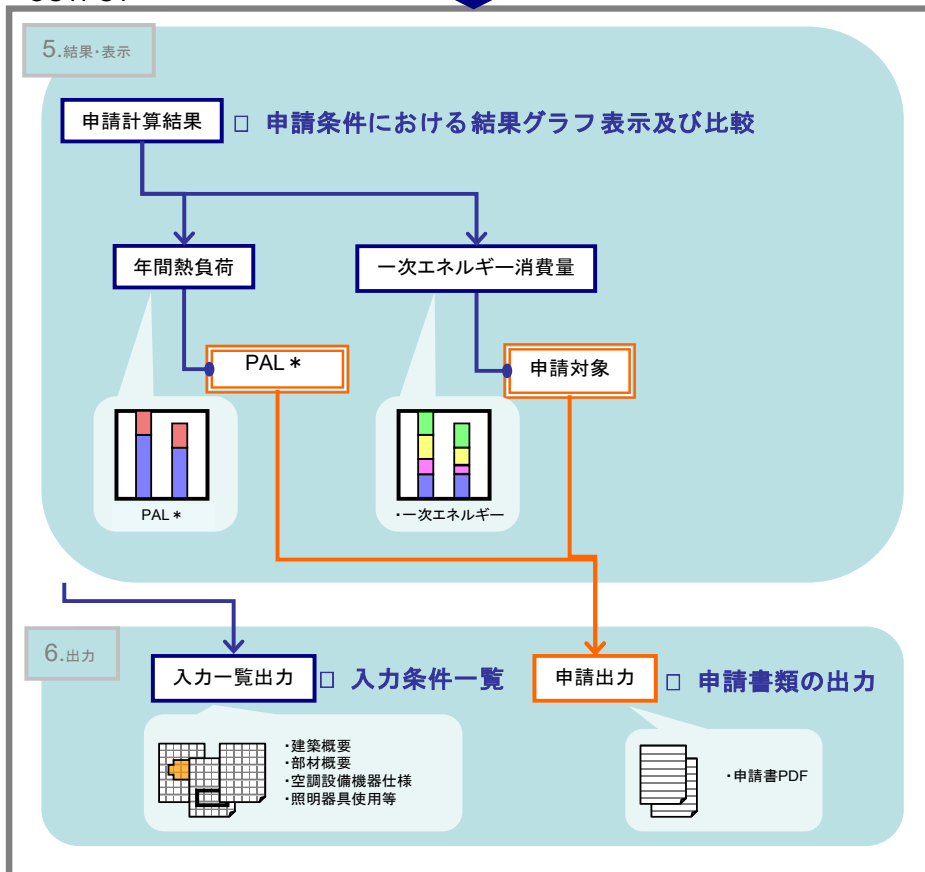 5.結果・表示
申請計算結果
□ 申請条件における結果グラフ表示及び比較
年間熱負荷
一次エネルギー消費量
PAL＊
申請対象
PAL＊
・一次エネルギー
6.出力
入力一覧出力
□ 入力条件一覧
申請出力
□ 申請書類の出力
・建築概要
・部材概要
・空調設備機器仕様
・照明器具使用等
・申請書PDF